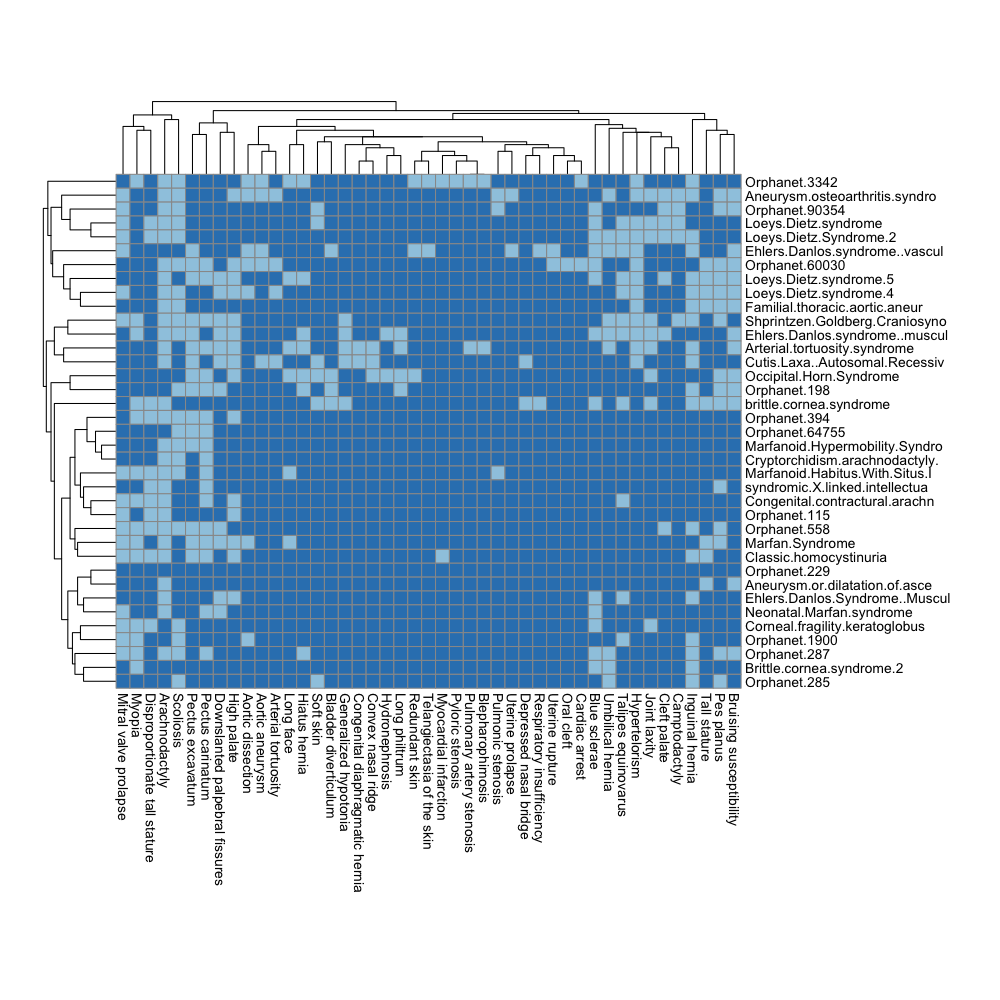 Orphanet.3342
Aneurysm.osteoarthritis.syndro
Orphanet.90354
Loeys.Dietz.syndrome
Loeys.Dietz.Syndrome.2
Ehlers.Danlos.syndrome..vascul
Orphanet.60030
Loeys.Dietz.syndrome.5
Loeys.Dietz.syndrome.4
Familial.thoracic.aortic.aneur
Shprintzen.Goldberg.Craniosyno
Ehlers.Danlos.syndrome..muscul
Arterial.tortuosity.syndrome
Cutis.Laxa..Autosomal.Recessiv
Occipital.Horn.Syndrome
Orphanet.198
brittle.cornea.syndrome
Orphanet.394
Orphanet.64755
Marfanoid.Hypermobility.Syndro
Cryptorchidism.arachnodactyly.
Marfanoid.Habitus.With.Situs.I
syndromic.X.linked.intellectua
Congenital.contractural.arachn
Orphanet.115
Orphanet.558
Marfan.Syndrome
Classic.homocystinuria
Orphanet.229
Aneurysm.or.dilatation.of.asce
Ehlers.Danlos.Syndrome..Muscul
Neonatal.Marfan.syndrome
Corneal.fragility.keratoglobus
Orphanet.1900
Orphanet.287
Brittle.cornea.syndrome.2
Orphanet.285
Mitral valve prolapse
Myopia
Disproportionate tall stature
Arachnodactyly
Scoliosis
Pectus excavatum
Pectus carinatum
Downslanted palpebral fissures
High palate
Aortic dissection
Aortic aneurysm
Arterial tortuosity
Long face
Hiatus hernia
Soft skin
Bladder diverticulum
Generalized hypotonia
Congenital diaphragmatic hernia
Convex nasal ridge
Hydronephrosis
Long philtrum
Redundant skin
Telangiectasia of the skin
Myocardial infarction
Pyloric stenosis
Pulmonary artery stenosis
Blepharophimosis
Pulmonic stenosis
Uterine prolapse
Depressed nasal bridge
Respiratory insufficiency
Uterine rupture
Oral cleft
Cardiac arrest
Blue sclerae
Umbilical hernia
Talipes equinovarus
Hypertelorism
Joint laxity
Cleft palate
Camptodactyly
Inguinal hernia
Tall stature
Pes planus
Bruising susceptibility